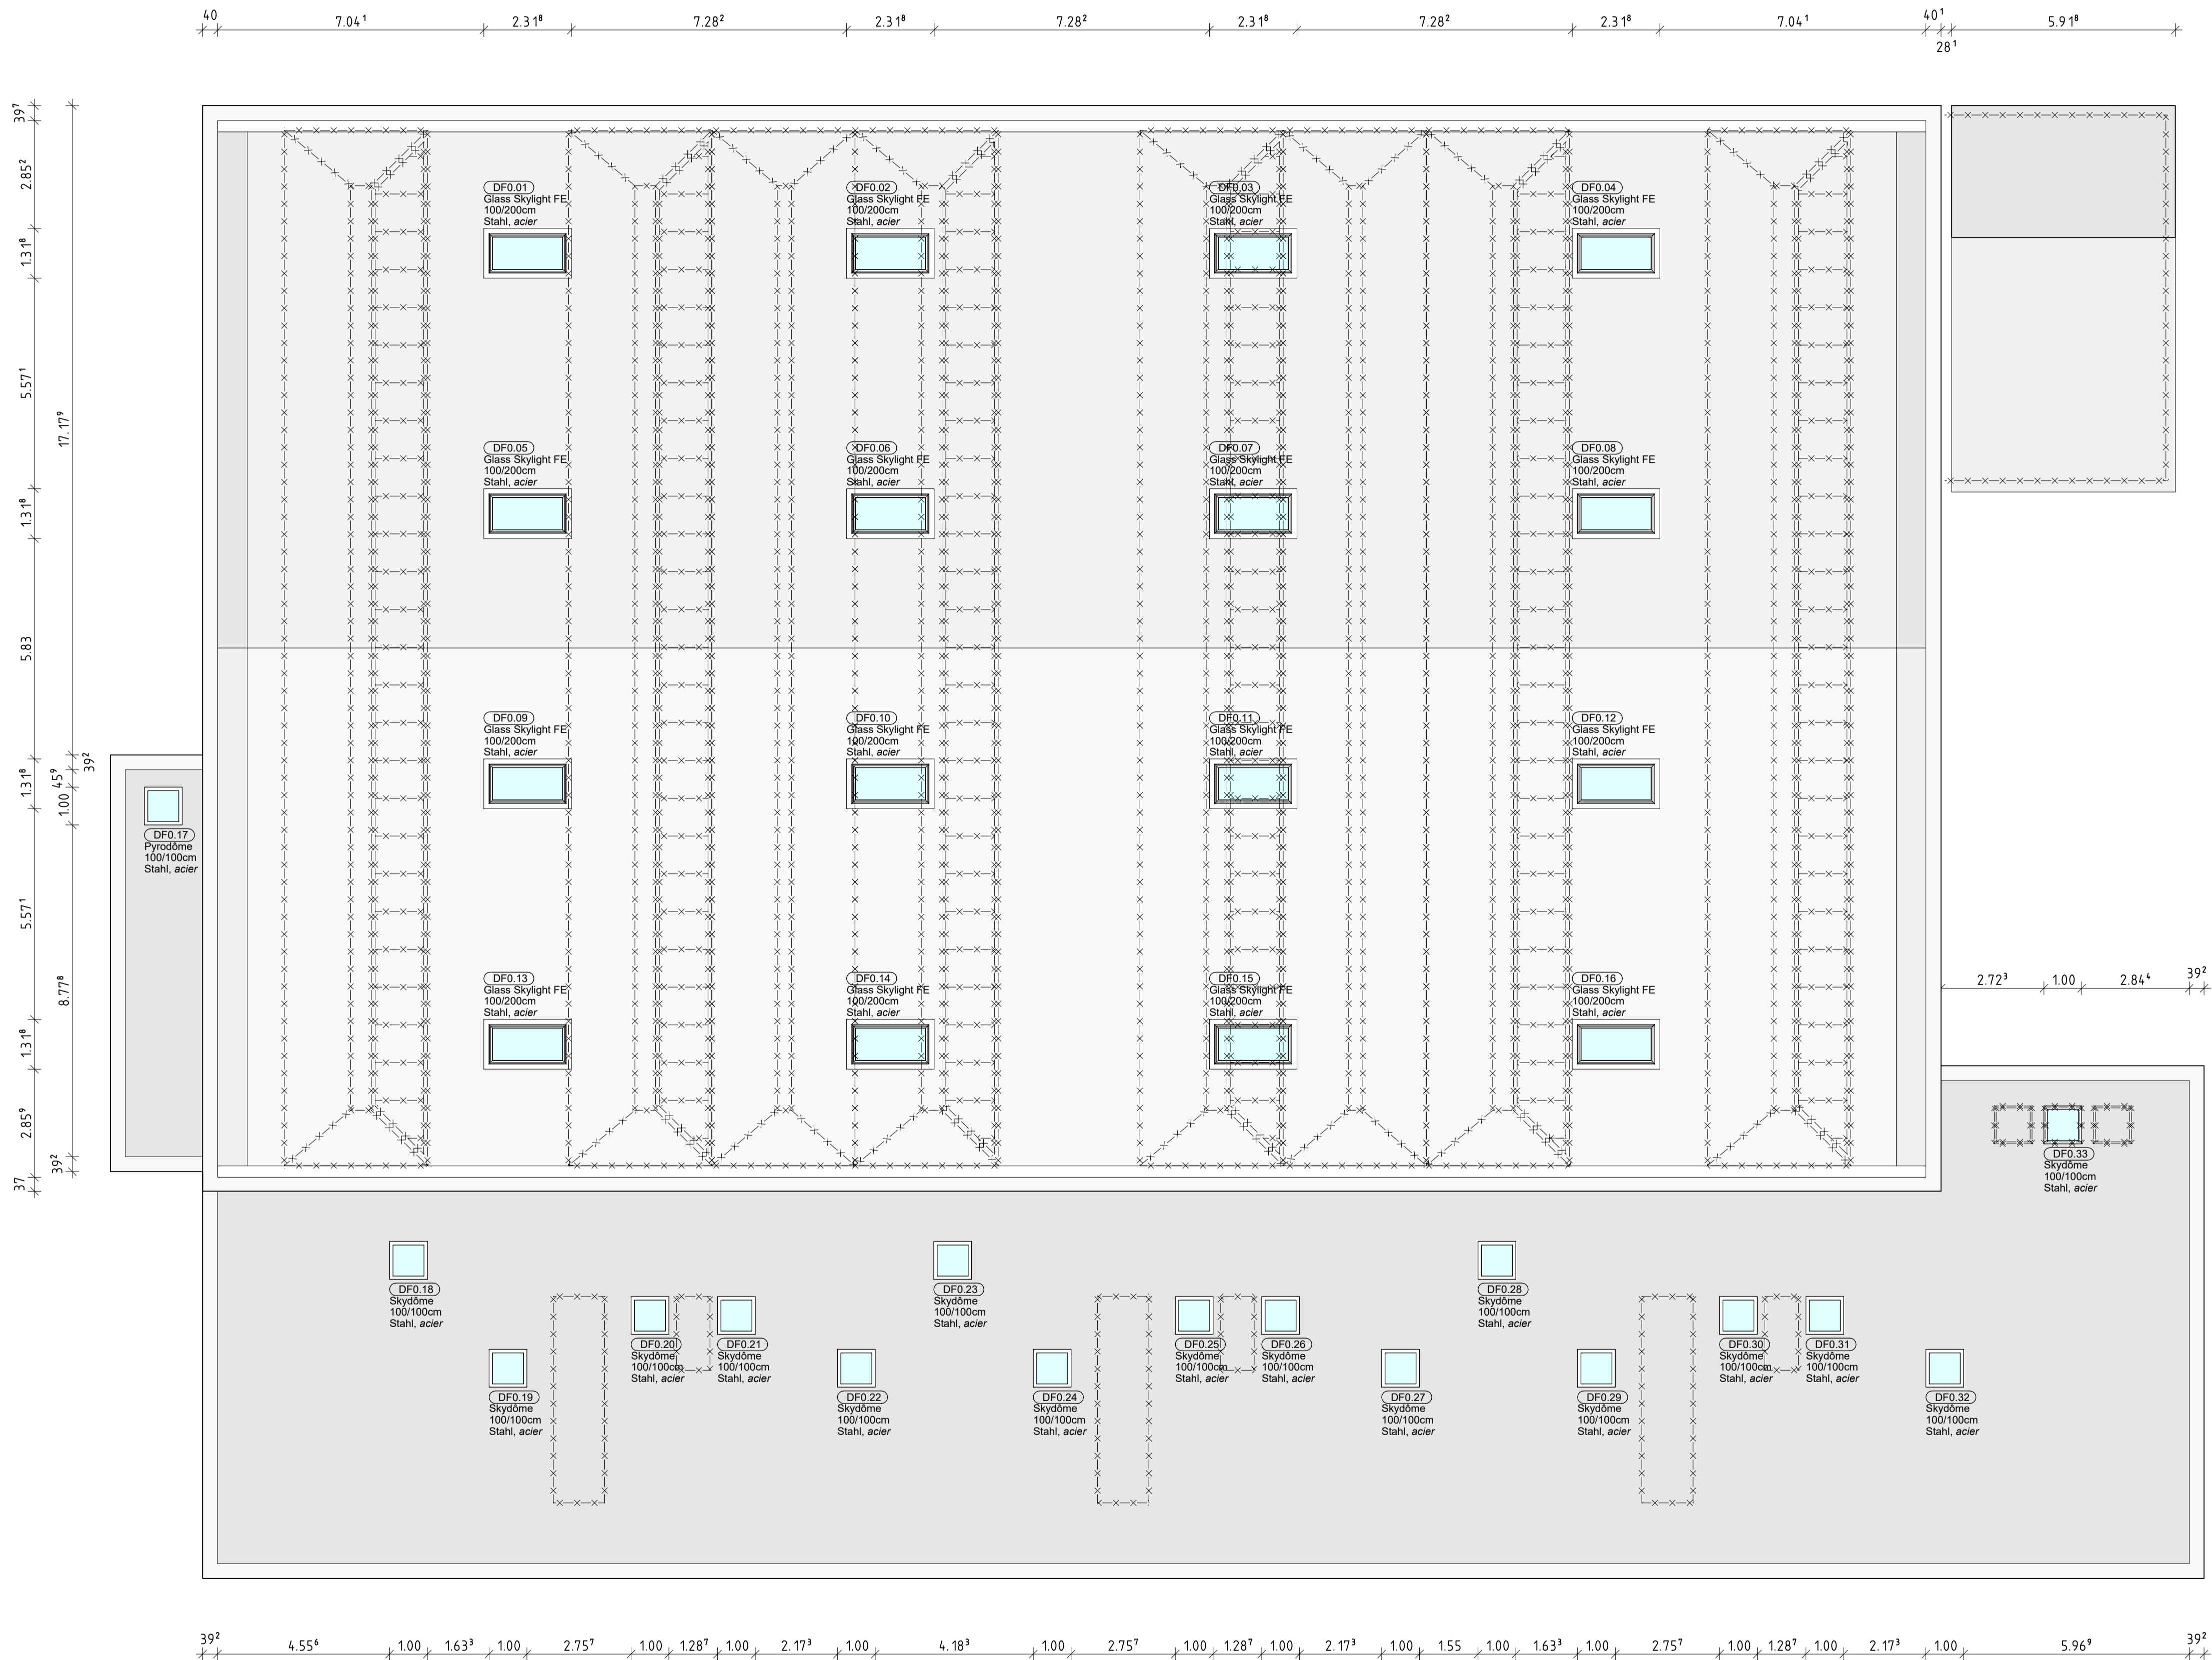 40 7.04¹ 2.31⁸ 7.28² 2.31⁸ 7.28² 2.31⁸ 7.28² 2.31⁸ 7.04¹ 40¹ 5.91⁸
28¹
39⁷
2.85²
1.31⁸
5.57¹
1.31⁸
5.83
1.31⁸
5.57¹
1.31⁸
2.85⁹
37
17.17⁹
39²
45⁹
1.00
8.77⁸
39²
DF0.01
Glass Skylight FE
100/200cm
Stahl, acier
DF0.02
Glass Skylight FE
100/200cm
Stahl, acier
DF0.03
Glass Skylight FE
100/200cm
Stahl, acier
DF0.04
Glass Skylight FE
100/200cm
Stahl, acier
DF0.05
Glass Skylight FE
100/200cm
Stahl, acier
DF0.06
Glass Skylight FE
100/200cm
Stahl, acier
DF0.07
Glass Skylight FE
100/200cm
Stahl, acier
DF0.08
Glass Skylight FE
100/200cm
Stahl, acier
DF0.09
Glass Skylight FE
100/200cm
Stahl, acier
DF0.10
Glass Skylight FE
100/200cm
Stahl, acier
DF0.11
Glass Skylight FE
100/200cm
Stahl, acier
DF0.12
Glass Skylight FE
100/200cm
Stahl, acier
DF0.17
Pyrodôme
100/100cm
Stahl, acier
DF0.13
Glass Skylight FE
100/200cm
Stahl, acier
DF0.14
Glass Skylight FE
100/200cm
Stahl, acier
DF0.15
Glass Skylight FE
100/200cm
Stahl, acier
DF0.16
Glass Skylight FE
100/200cm
Stahl, acier
2.72³ 1.00 2.84⁴ 39²
DF0.33
Skydôme
100/100cm
Stahl, acier
DF0.18
Skydôme
100/100cm
Stahl, acier
DF0.19
Skydôme
100/100cm
Stahl, acier
DF0.20
Skydôme
100/100cm
Stahl, acier
DF0.21
Skydôme
100/100cm
Stahl, acier
DF0.22
Skydôme
100/100cm
Stahl, acier
DF0.23
Skydôme
100/100cm
Stahl, acier
DF0.24
Skydôme
100/100cm
Stahl, acier
DF0.25
Skydôme
100/100cm
Stahl, acier
DF0.26
Skydôme
100/100cm
Stahl, acier
DF0.27
Skydôme
100/100cm
Stahl, acier
DF0.28
Skydôme
100/100cm
Stahl, acier
DF0.29
Skydôme
100/100cm
Stahl, acier
DF0.30
Skydôme
100/100cm
Stahl, acier
DF0.31
Skydôme
100/100cm
Stahl, acier
DF0.32
Skydôme
100/100cm
Stahl, acier
39² 4.55⁶ 1.00 1.63³ 1.00 2.75⁷ 1.00 1.28⁷ 1.00 2.17³ 1.00 4.18³ 1.00 2.75⁷ 1.00 1.28⁷ 1.00 2.17³ 1.00 1.55 1.00 1.63³ 1.00 2.75⁷ 1.00 1.28⁷ 1.00 2.17³ 1.00 5.96⁹ 39²